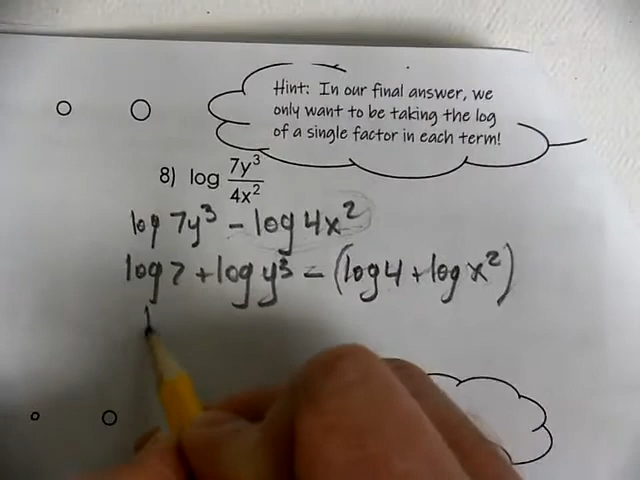 Hint: In our final answer, we
only want to be taking the log
of a single factor in each term!
8) log 7y³/4x²
log 7y³ - log 4x²
log 7 + log y³ - (log 4 + log x²)